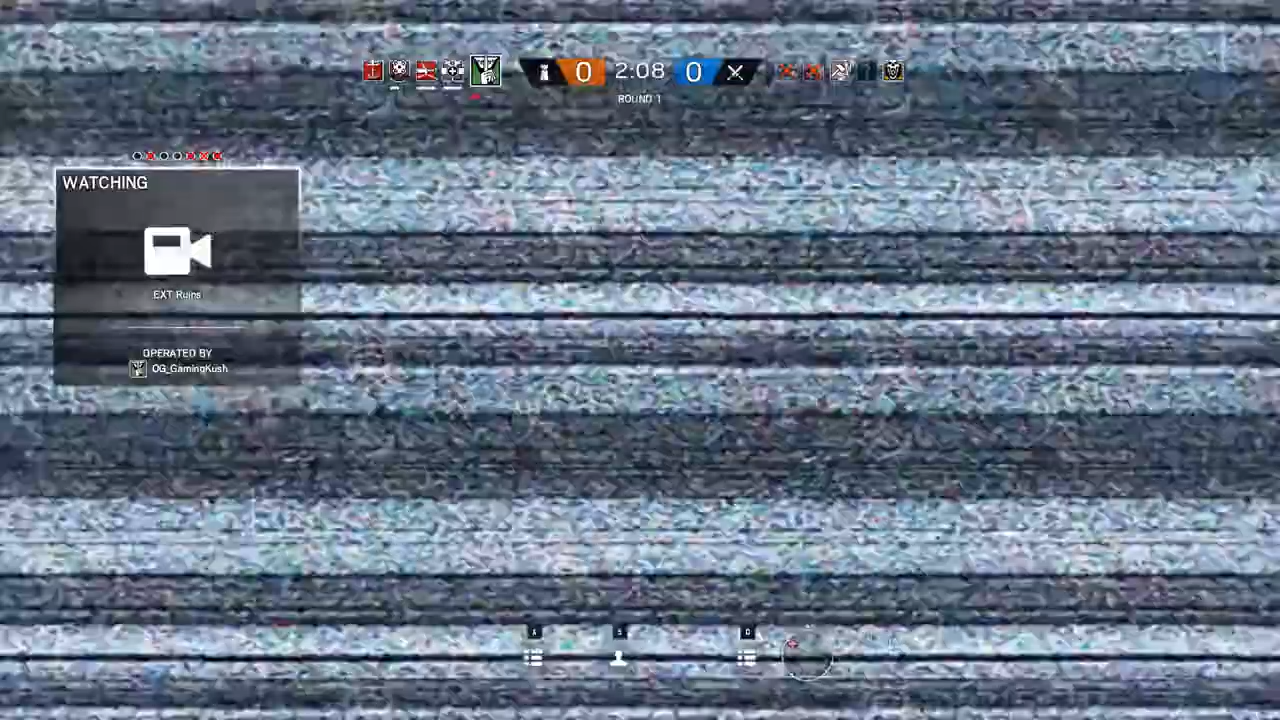 0 2:08 0
ROUND 1
WATCHING
EXT Ruins
OPERATED BY
OG_GamingKush